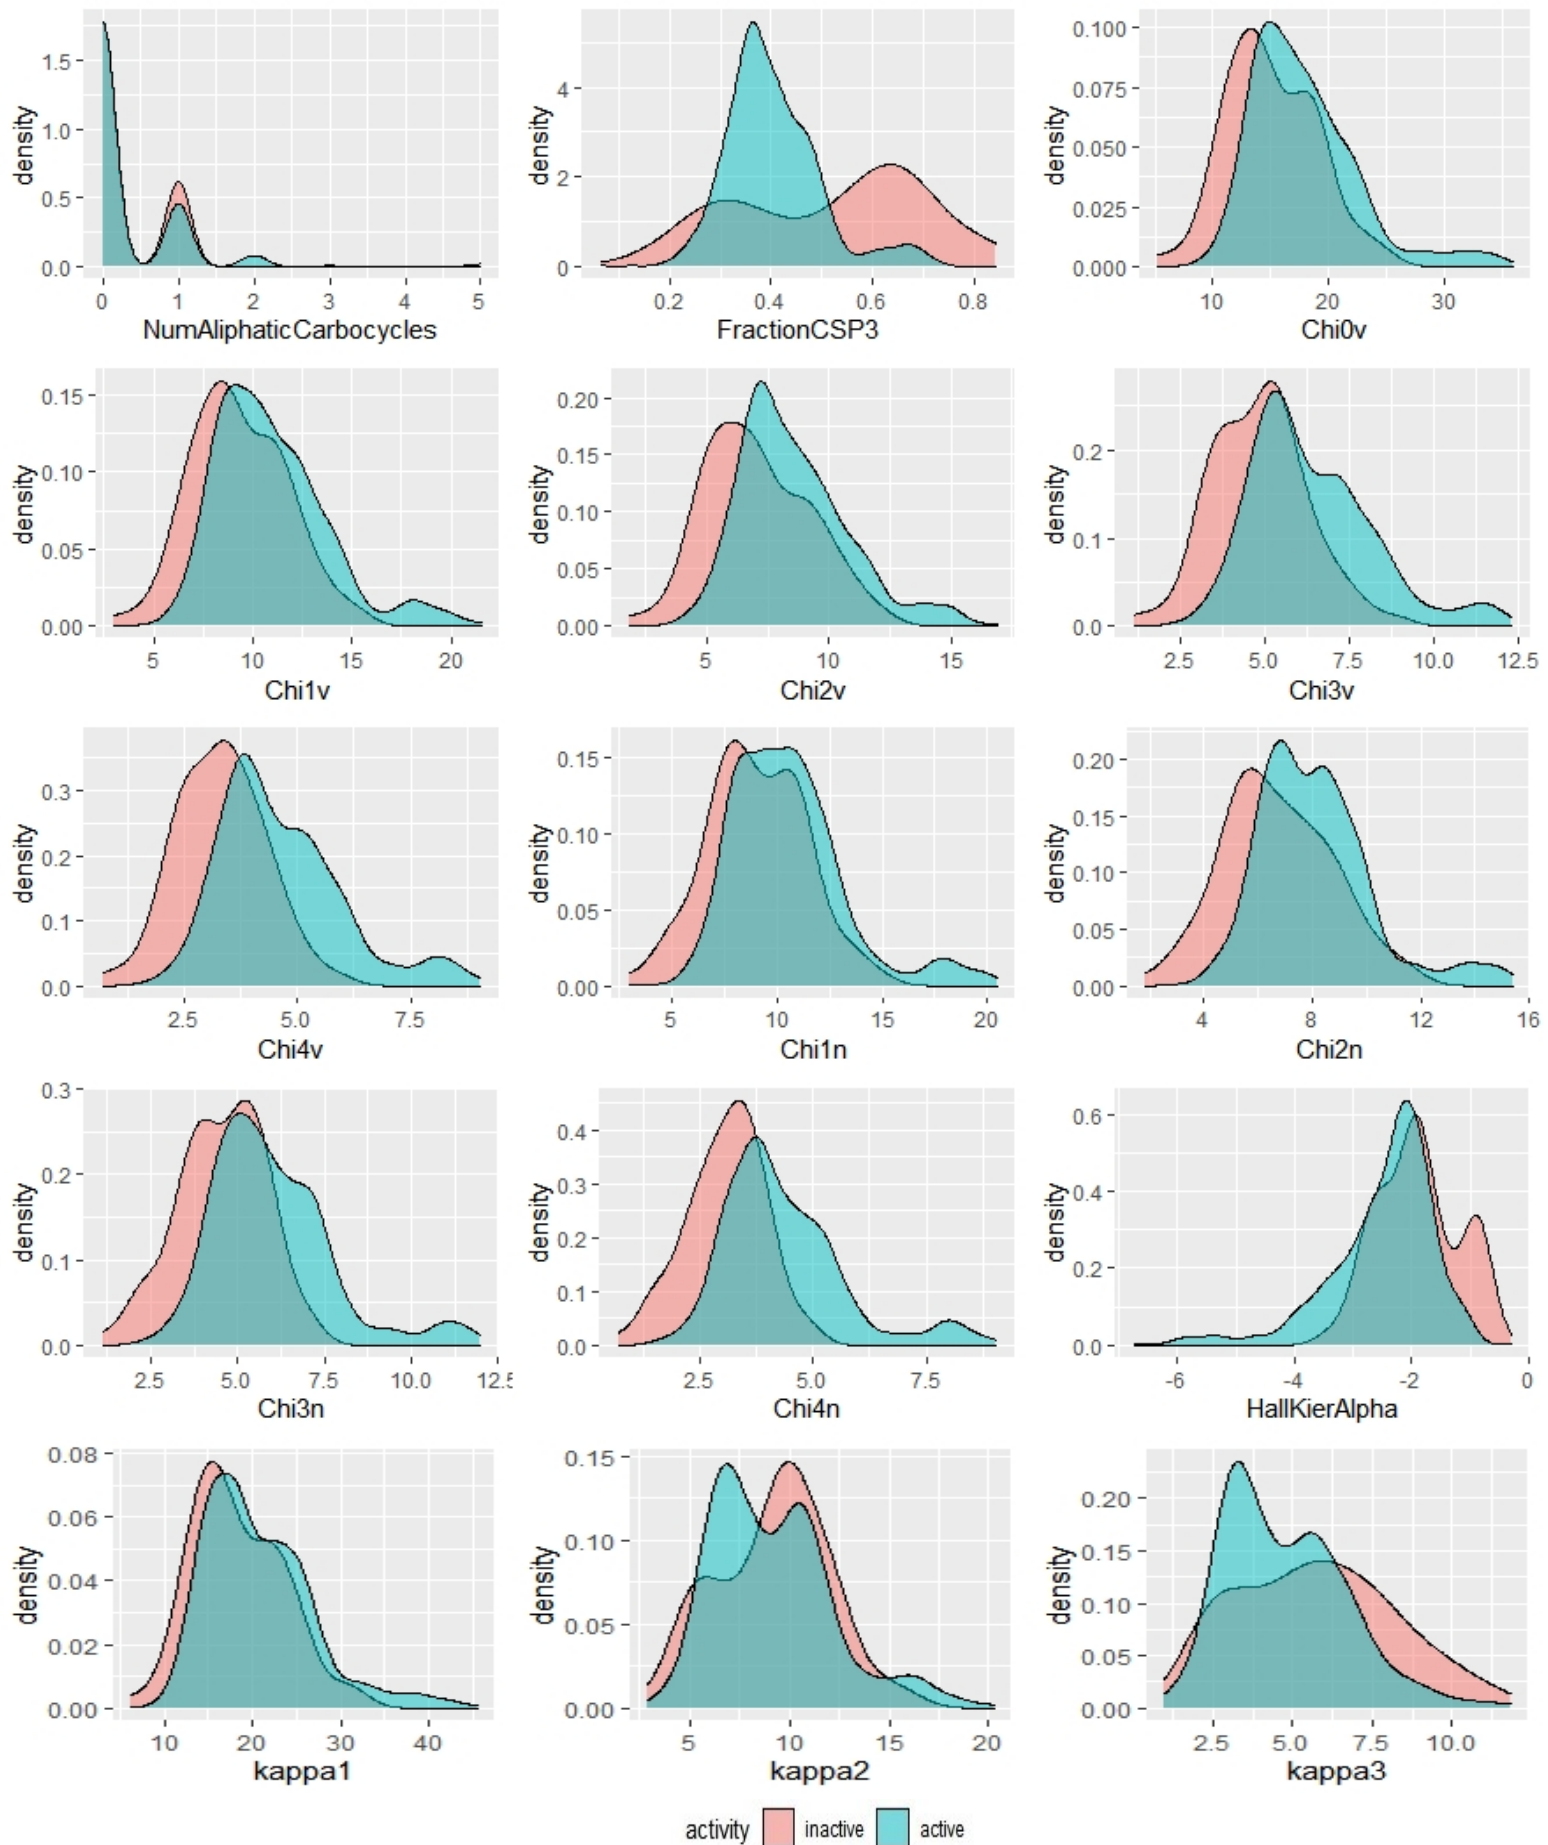 density
1.5
1.0
0.5
0.0
0 1 2 3 4 5
NumAliphaticCarbocycles
density
4
2
0
0.2 0.4 0.6 0.8
FractionCSP3
density
0.100
0.075
0.050
0.025
0.000
10 20 30
Chi0v
density
0.15
0.10
0.05
0.00
5 10 15 20
Chi1v
density
0.20
0.15
0.10
0.05
0.00
5 10 15
Chi2v
density
0.2
0.1
0.0
2.5 5.0 7.5 10.0 12.5
Chi3v
density
0.3
0.2
0.1
0.0
2.5 5.0 7.5
Chi4v
density
0.15
0.10
0.05
0.00
5 10 15 20
Chi1n
density
0.20
0.15
0.10
0.05
0.00
4 8 12 16
Chi2n
density
0.3
0.2
0.1
0.0
2.5 5.0 7.5 10.0 12.5
Chi3n
density
0.4
0.3
0.2
0.1
0.0
2.5 5.0 7.5
Chi4n
density
0.6
0.4
0.2
0.0
-6 -4 -2 0
HallKierAlpha
density
0.08
0.06
0.04
0.02
0.00
10 20 30 40
kappa1
density
0.15
0.10
0.05
0.00
5 10 15 20
kappa2
density
0.20
0.15
0.10
0.05
0.00
2.5 5.0 7.5 10.0
kappa3
activity inactive active